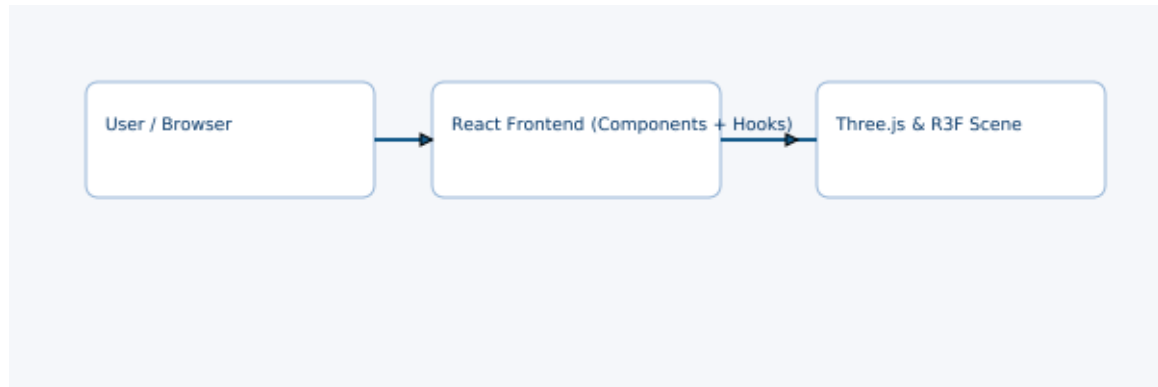 User / Browser
React Frontend (Components + Hooks)
Three.js & R3F Scene